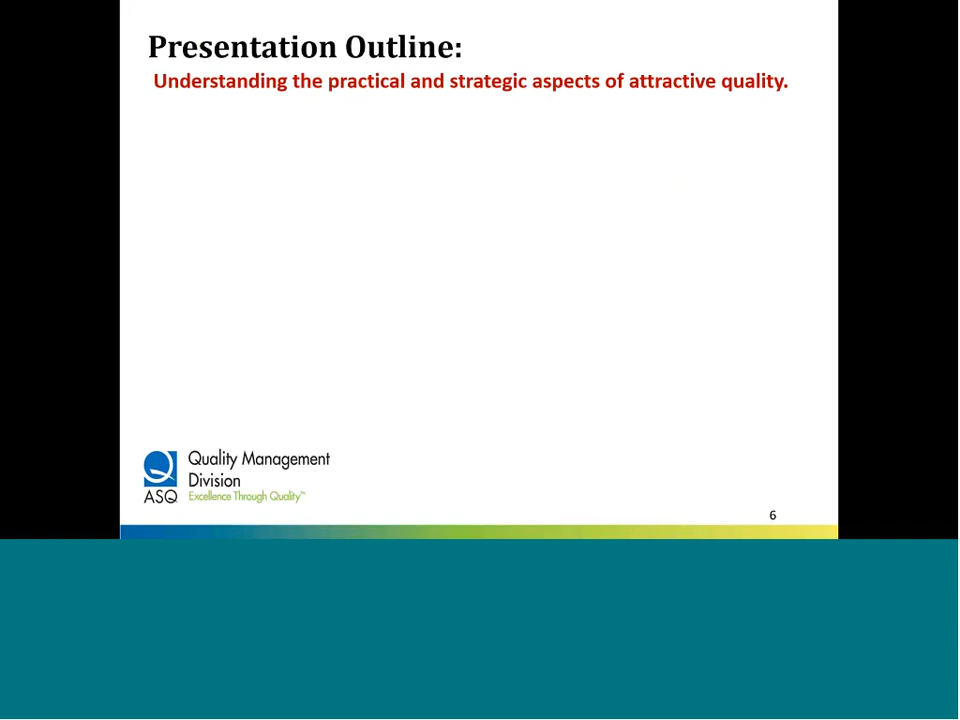 Presentation Outline:
Understanding the practical and strategic aspects of attractive quality.
Quality Management
Division
ASQ Excellence Through Quality™
6